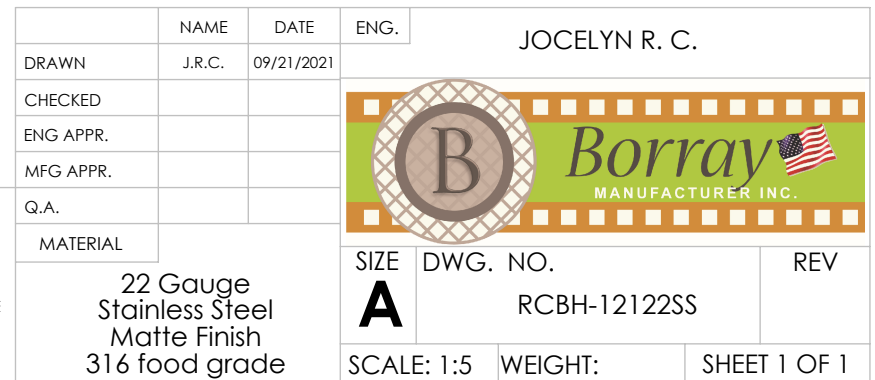 NAME DATE ENG. JOCELYN R. C.
DRAWN J.R.C. 09/21/2021
CHECKED
ENG APPR.
MFG APPR.
Q.A.
B
Borray
MANUFACTURER INC.
MATERIAL
22 Gauge
Stainless Steel
Matte Finish
316 food grade
SIZE DWG. NO. REV
A RCBH-12122SS
SCALE: 1:5 WEIGHT: SHEET 1 OF 1